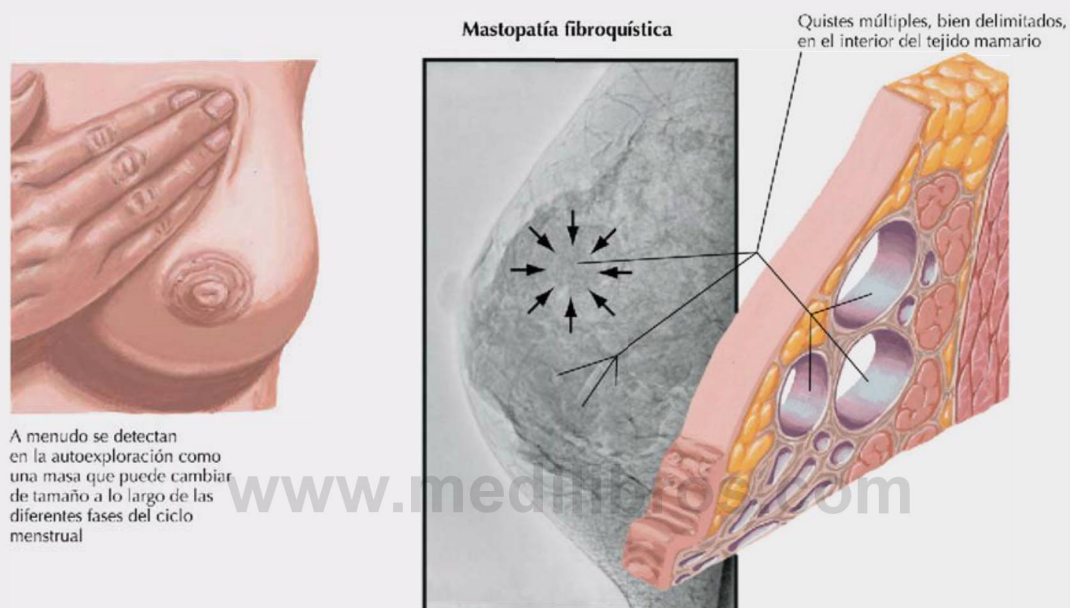 Mastopatía fibroquística
Quistes múltiples, bien delimitados,
en el interior del tejido mamario
A menudo se detectan
en la autoexploración como
una masa que puede cambiar
de tamaño a lo largo de las
diferentes fases del ciclo
menstrual
www.medilibros.com